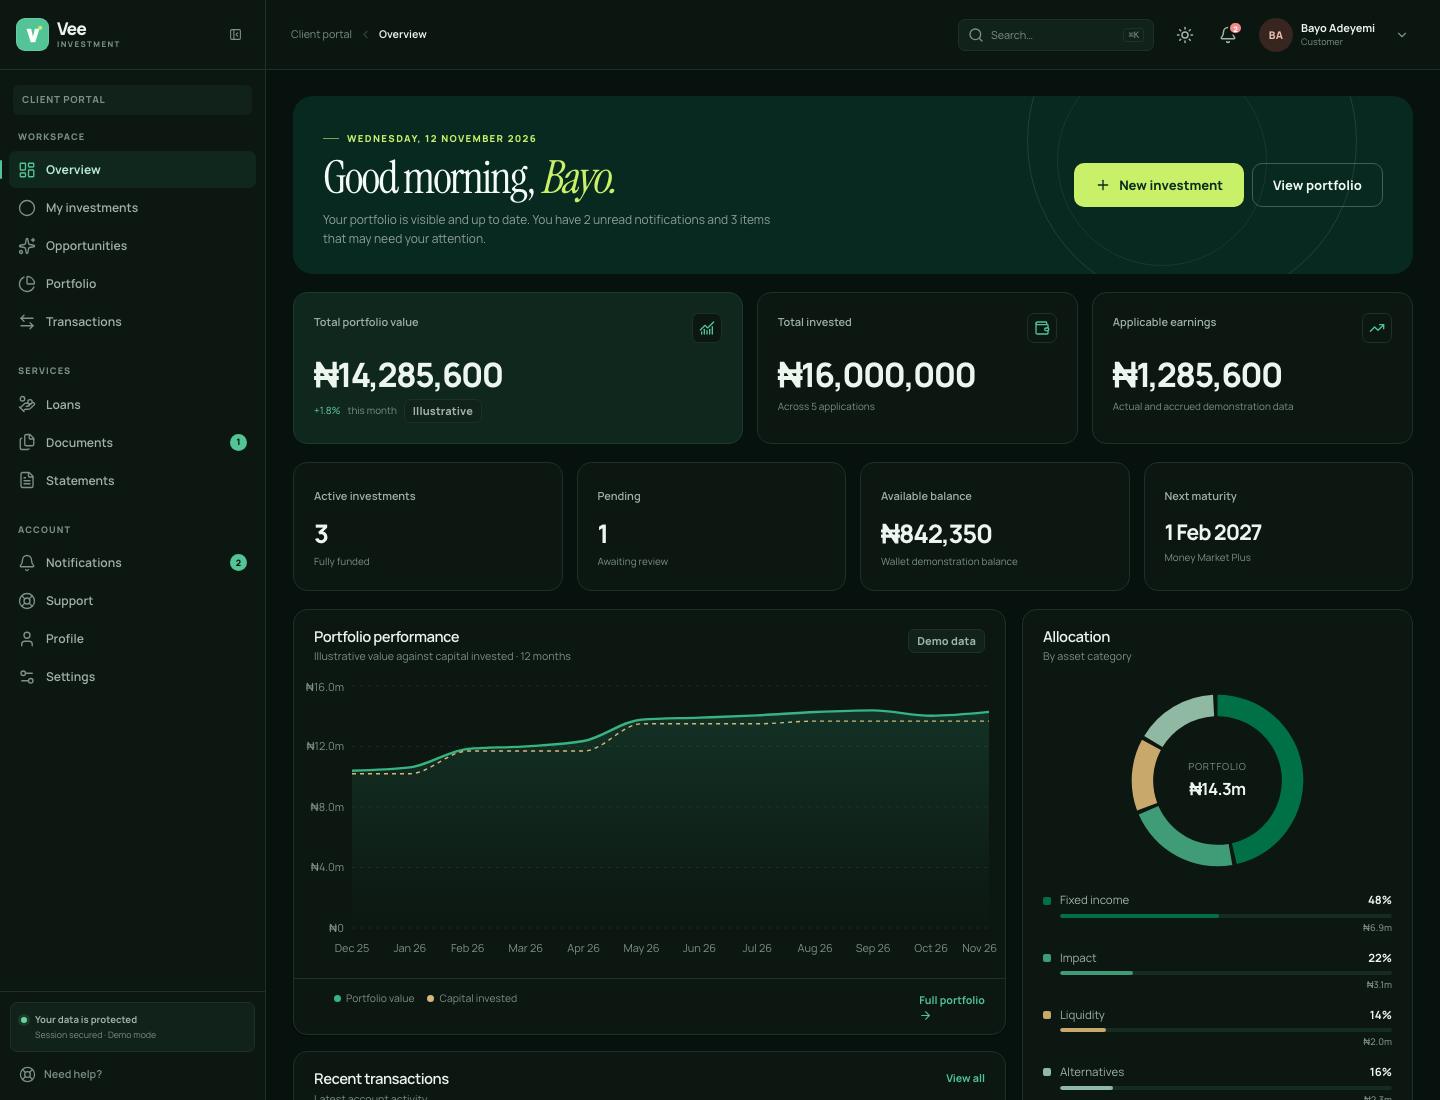 Vee
INVESTMENT
Client portal
Overview
Search...
⌘K
2
BA
Bayo Adeyemi
Customer
CLIENT PORTAL
WORKSPACE
Overview
My investments
Opportunities
Portfolio
Transactions
SERVICES
Loans
Documents
1
Statements
ACCOUNT
Notifications
2
Support
Profile
Settings
Your data is protected
Session secured · Demo mode
Need help?
WEDNESDAY, 12 NOVEMBER 2026
Good morning, Bayo.
Your portfolio is visible and up to date. You have 2 unread notifications and 3 items
that may need your attention.
New investment
View portfolio
Total portfolio value
₦14,285,600
+1.8% this month Illustrative
Total invested
₦16,000,000
Across 5 applications
Applicable earnings
₦1,285,600
Actual and accrued demonstration data
Active investments
3
Fully funded
Pending
1
Awaiting review
Available balance
₦842,350
Wallet demonstration balance
Next maturity
1 Feb 2027
Money Market Plus
Portfolio performance
Illustrative value against capital invested · 12 months
Demo data
₦16.0m
₦12.0m
₦8.0m
₦4.0m
₦0
Dec 25 Jan 26 Feb 26 Mar 26 Apr 26 May 26 Jun 26 Jul 26 Aug 26 Sep 26 Oct 26 Nov 26
Portfolio value
Capital invested
Full portfolio
→
Allocation
By asset category
PORTFOLIO
₦14.3m
Fixed income 48%
₦6.9m
Impact 22%
₦3.1m
Liquidity 14%
₦2.0m
Alternatives 16%
₦2.3m
Recent transactions
View all
Latest account activity